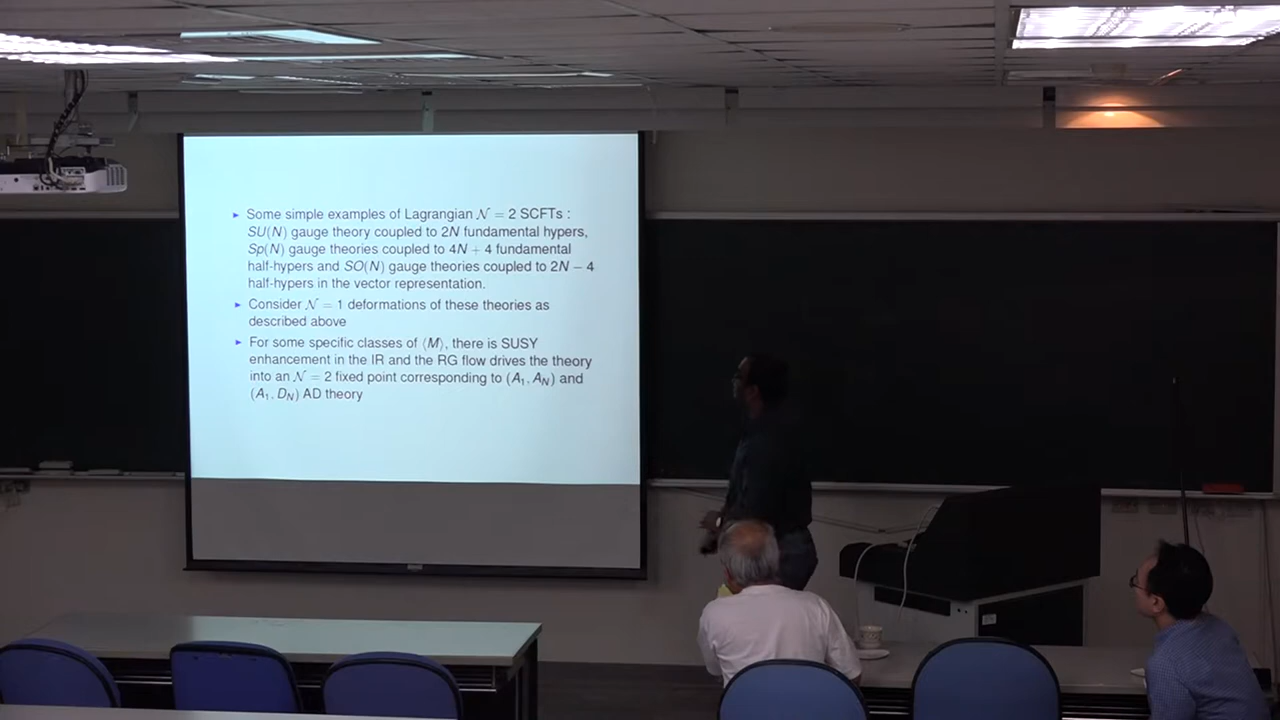 ▸ Some simple examples of Lagrangian 𝒩 = 2 SCFTs :
SU(N) gauge theory coupled to 2N fundamental hypers,
Sp(N) gauge theories coupled to 4N + 4 fundamental
half-hypers and SO(N) gauge theories coupled to 2N − 4
half-hypers in the vector representation.
▸ Consider 𝒩 = 1 deformations of these theories as
described above
▸ For some specific classes of ⟨M⟩, there is SUSY
enhancement in the IR and the RG flow drives the theory
into an 𝒩 = 2 fixed point corresponding to (A₁, A_N) and
(A₁, D_N) AD theory